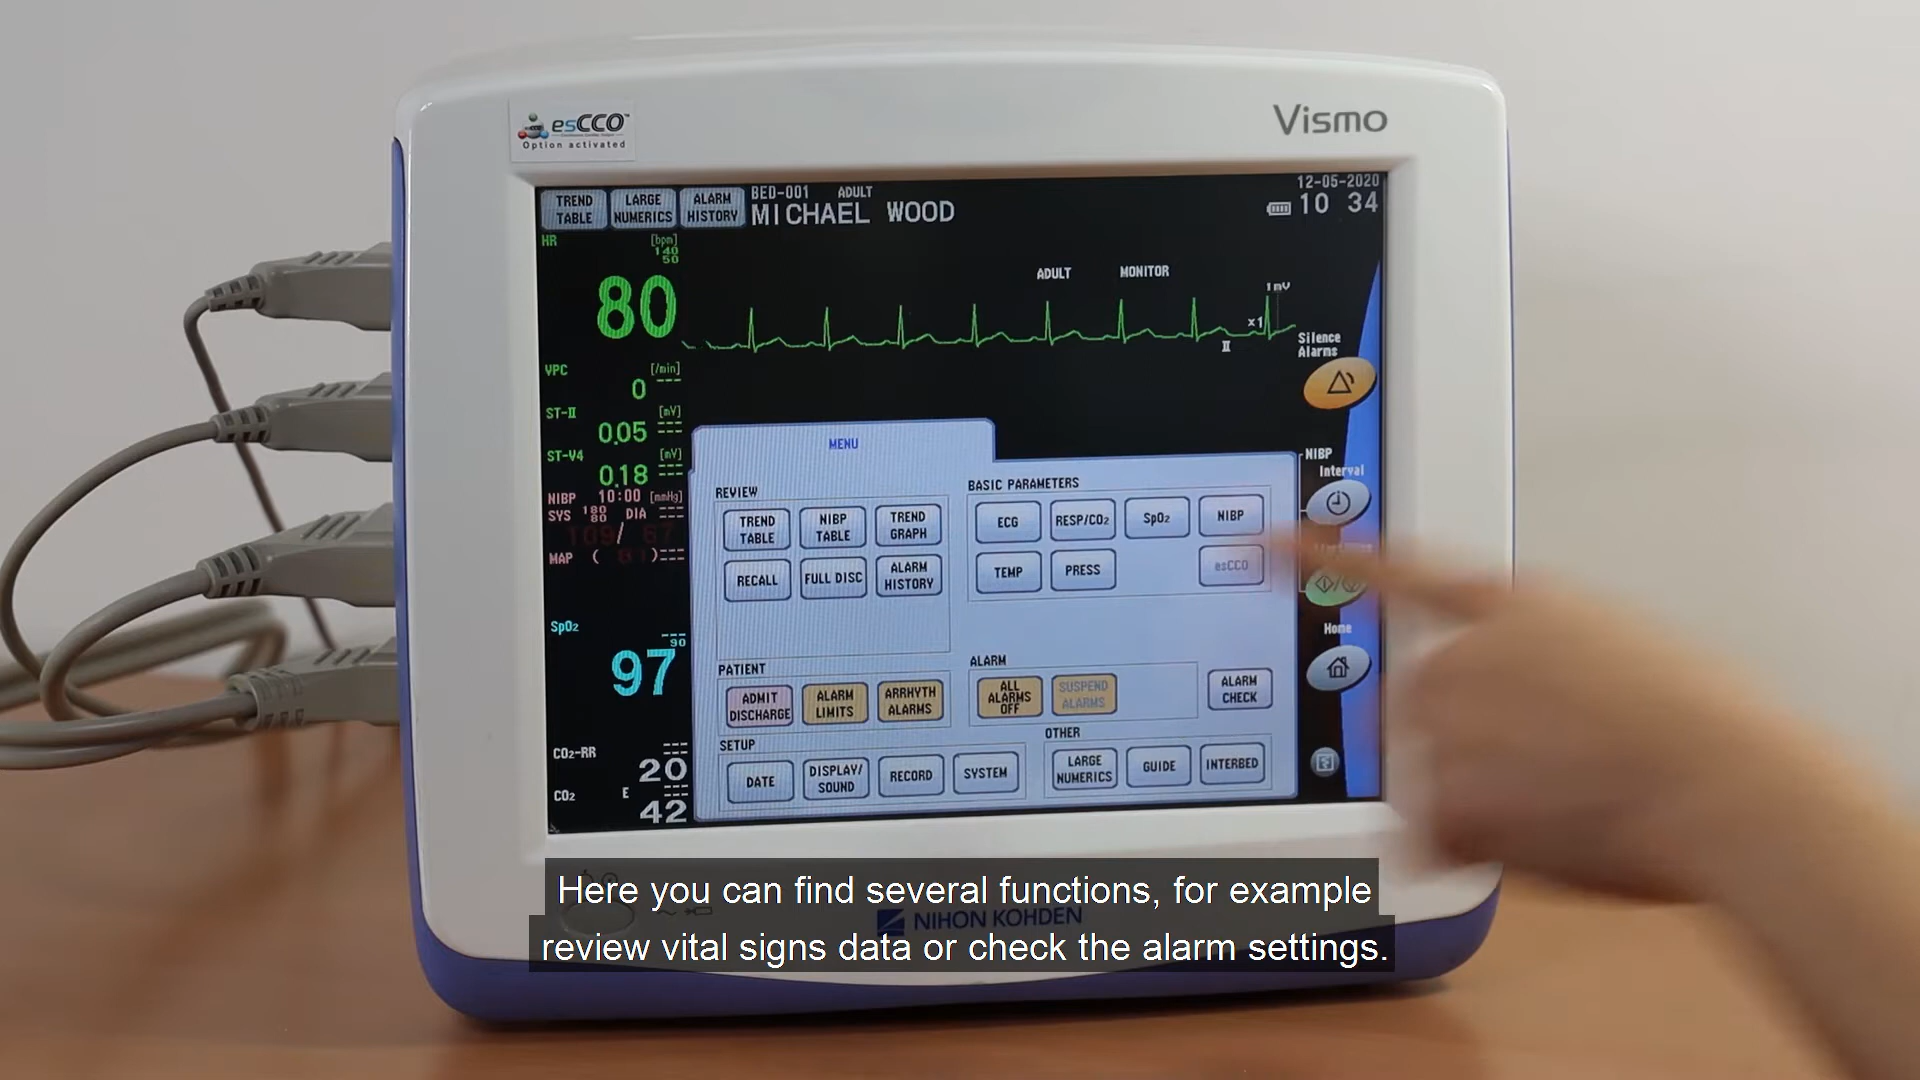 esCCO™
Option activated
Vismo
TREND
TABLE
LARGE
NUMERICS
ALARM
HISTORY
BED-001 ADULT
MICHAEL WOOD
12-05-2020
10 34
HR [bpm]
140
50
80
ADULT MONITOR
1mV
x1
II
Silence
Alarms
VPC [/min]
0 ---
ST-II [mV]
0.05 ---
ST-V4 [mV]
0.18 ---
NIBP 10:00 [mmHg]
SYS 180
80 DIA ---
109/ 67
MAP ( 81)---
SpO2
90
97
CO2-RR
20
CO2 E
42
MENU
REVIEW
TREND
TABLE
NIBP
TABLE
TREND
GRAPH
RECALL
FULL DISC
ALARM
HISTORY
BASIC PARAMETERS
ECG
RESP/CO2
SpO2
NIBP
TEMP
PRESS
esCCO
PATIENT
ADMIT
DISCHARGE
ALARM
LIMITS
ARRHYTH
ALARMS
ALARM
ALL
ALARMS
OFF
SUSPEND
ALARMS
ALARM
CHECK
SETUP
DATE
DISPLAY/
SOUND
RECORD
SYSTEM
OTHER
LARGE
NUMERICS
GUIDE
INTERBED
NIBP
Interval
Home
NIHON KOHDEN
Here you can find several functions, for example
review vital signs data or check the alarm settings.